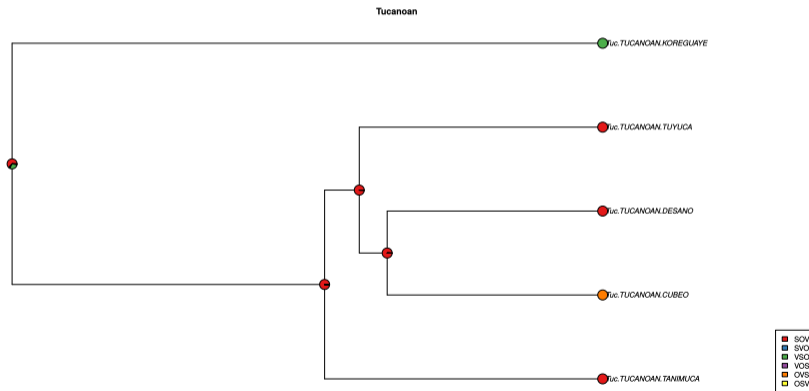 Tucanoan
Tuc.TUCANOAN.KOREGUAYE
Tuc.TUCANOAN.TUYUCA
Tuc.TUCANOAN.DESANO
Tuc.TUCANOAN.CUBEO
Tuc.TUCANOAN.TANIMUCA
SOV
SVO
VSO
VOS
OVS
OSV